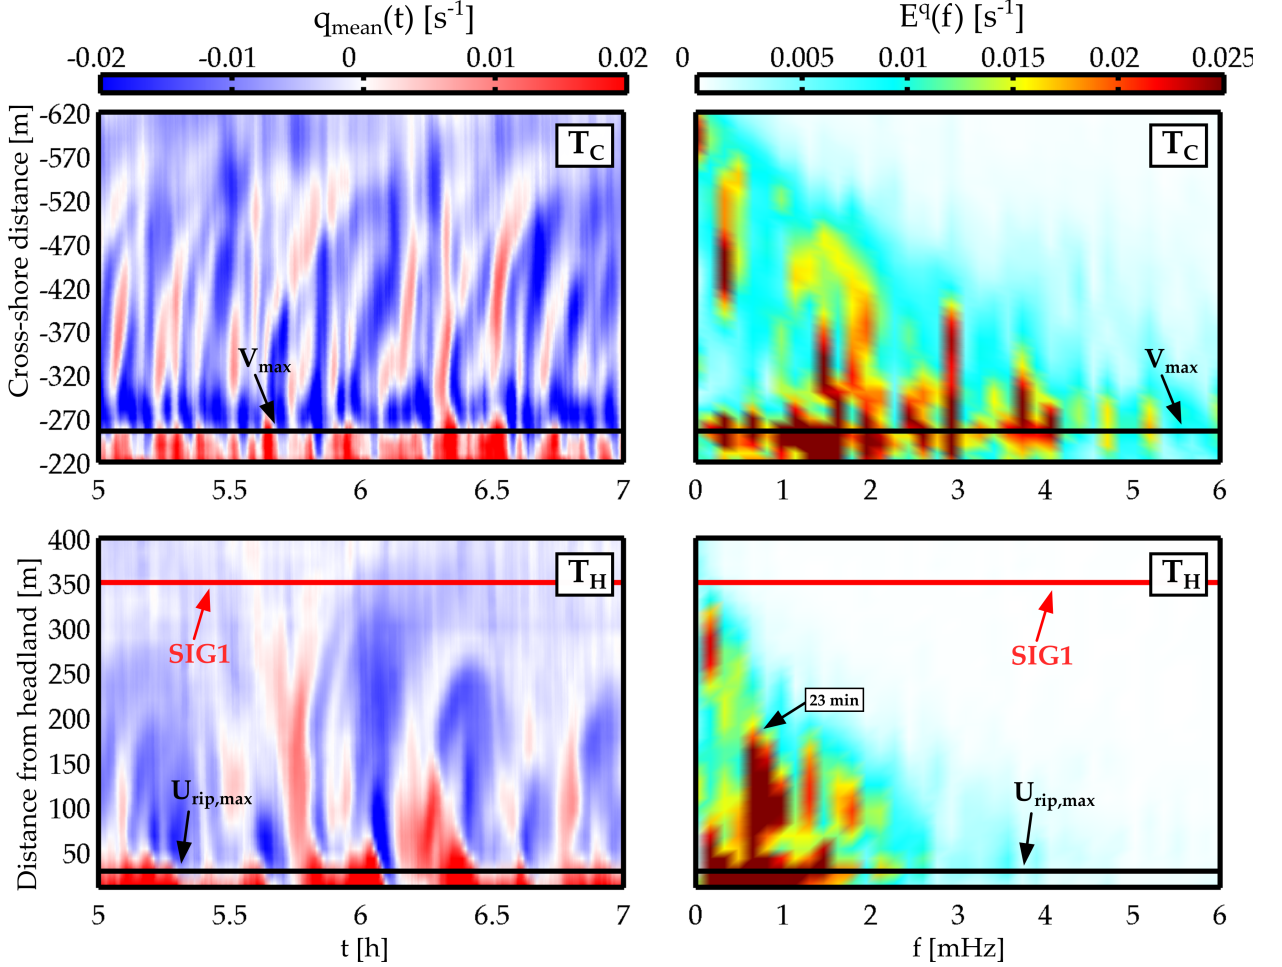 q_mean(t) [s^-1]
E^q(f) [s^-1]
-0.02 -0.01 0 0.01 0.02
0 0.005 0.01 0.015 0.02 0.025
Cross-shore distance [m]
-620
-570
-520
-470
-420
-370
-320
-270
-220
T_C
V_max
5 5.5 6 6.5 7
T_C
V_max
0 1 2 3 4 5 6
Distance from headland [m]
400
350
300
250
200
150
100
50
T_H
SIG1
U_rip,max
5 5.5 6 6.5 7
t [h]
T_H
SIG1
23 min
U_rip,max
0 1 2 3 4 5 6
f [mHz]